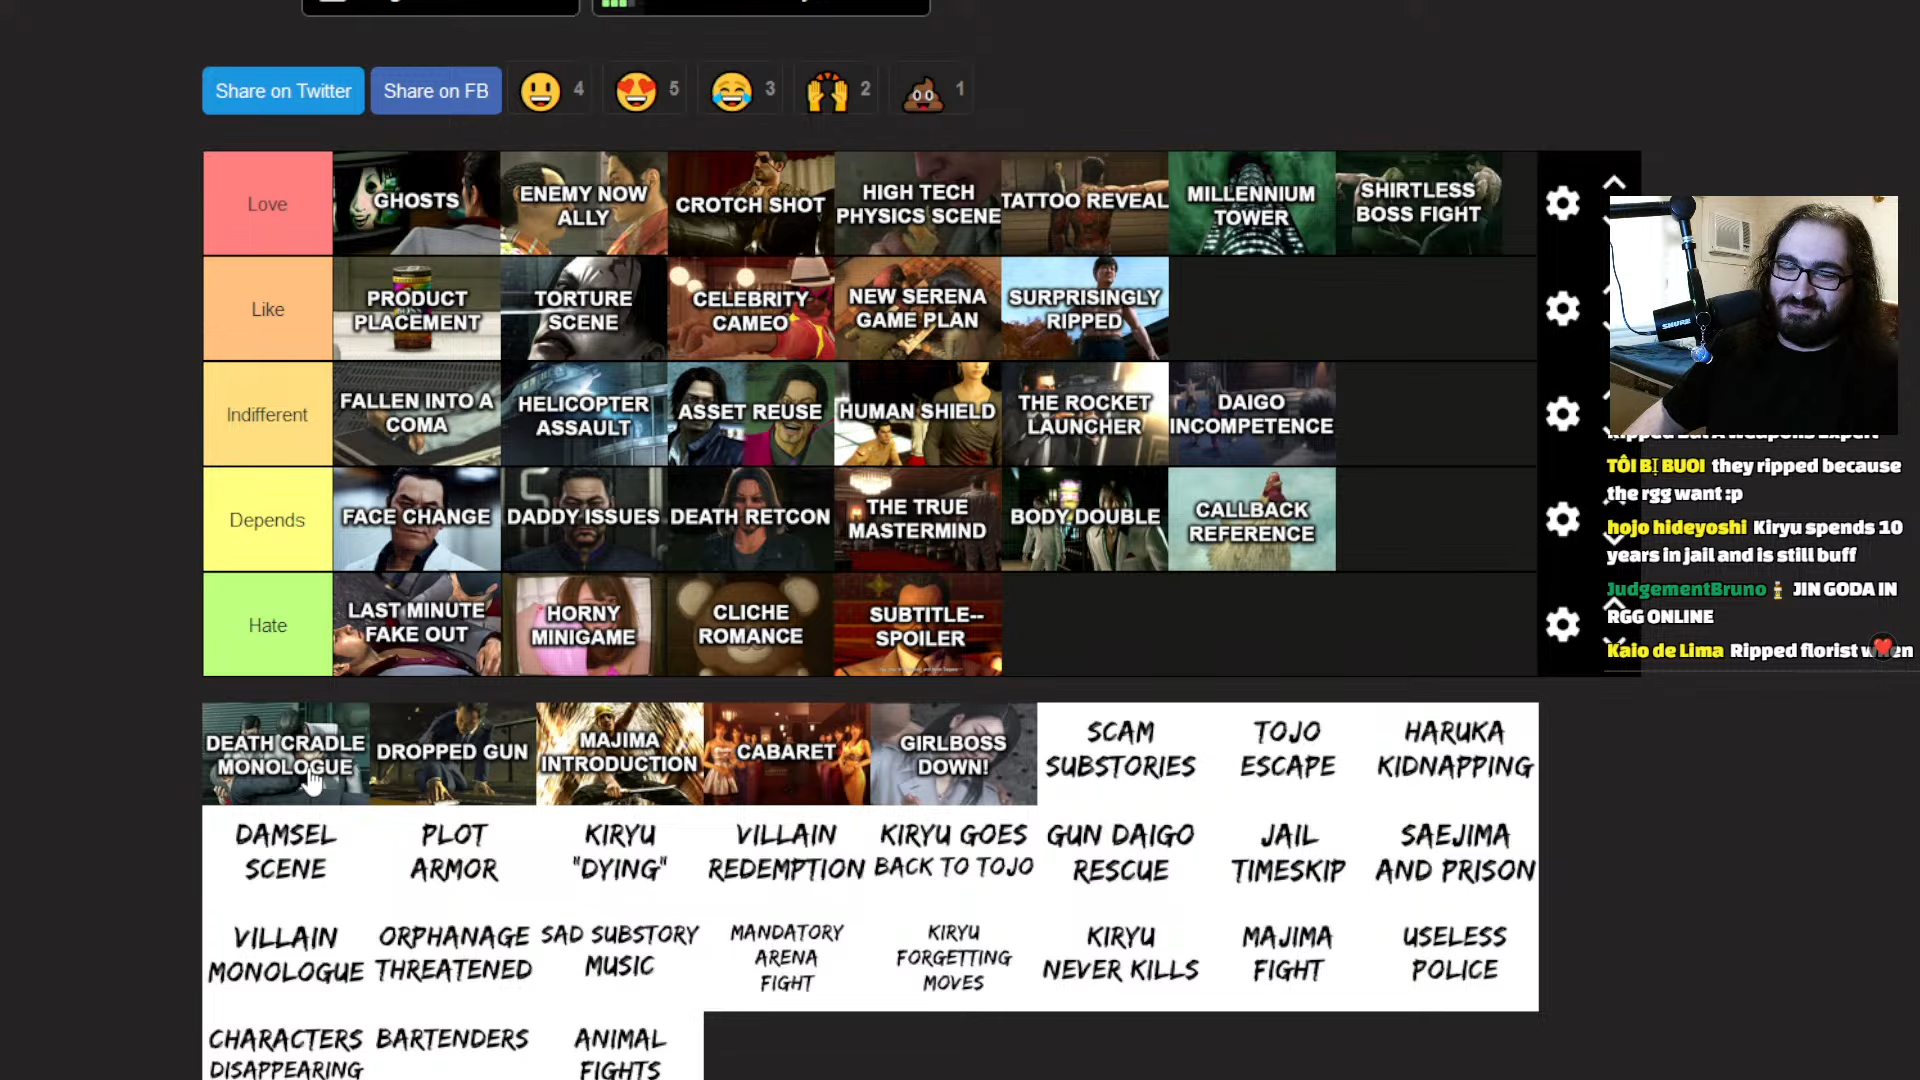 Share on Twitter
Share on FB
4
5
3
2
1
Love
GHOSTS
ENEMY NOW
ALLY
CROTCH SHOT
HIGH TECH
PHYSICS SCENE
TATTOO REVEAL
MILLENNIUM
TOWER
SHIRTLESS
BOSS FIGHT
Like
PRODUCT
PLACEMENT
TORTURE
SCENE
CELEBRITY
CAMEO
NEW SERENA
GAME PLAN
SURPRISINGLY
RIPPED
Indifferent
FALLEN INTO A
COMA
HELICOPTER
ASSAULT
ASSET REUSE
HUMAN SHIELD
THE ROCKET
LAUNCHER
DAIGO
INCOMPETENCE
Depends
FACE CHANGE
DADDY ISSUES
DEATH RETCON
THE TRUE
MASTERMIND
BODY DOUBLE
CALLBACK
REFERENCE
Hate
LAST MINUTE
FAKE OUT
HORNY
MINIGAME
CLICHE
ROMANCE
SUBTITLE--
SPOILER
SHURE
TÔI BỊ BUOI they ripped because
the rgg want :p
hojo hideyoshi Kiryu spends 10
years in jail and is still buff
JudgementBruno JIN GODA IN
RGG ONLINE
Kaio de Lima Ripped florist when
DEATH CRADLE
MONOLOGUE
DROPPED GUN
MAJIMA
INTRODUCTION
CABARET
GIRLBOSS
DOWN!
SCAM
SUBSTORIES
TOJO
ESCAPE
HARUKA
KIDNAPPING
DAMSEL
SCENE
PLOT
ARMOR
KIRYU
"DYING"
VILLAIN
REDEMPTION
KIRYU GOES
BACK TO TOJO
GUN DAIGO
RESCUE
JAIL
TIMESKIP
SAEJIMA
AND PRISON
VILLAIN
MONOLOGUE
ORPHANAGE
THREATENED
SAD SUBSTORY
MUSIC
MANDATORY
ARENA
FIGHT
KIRYU
FORGETTING
MOVES
KIRYU
NEVER KILLS
MAJIMA
FIGHT
USELESS
POLICE
CHARACTERS
DISAPPEARING
BARTENDERS
ANIMAL
FIGHTS